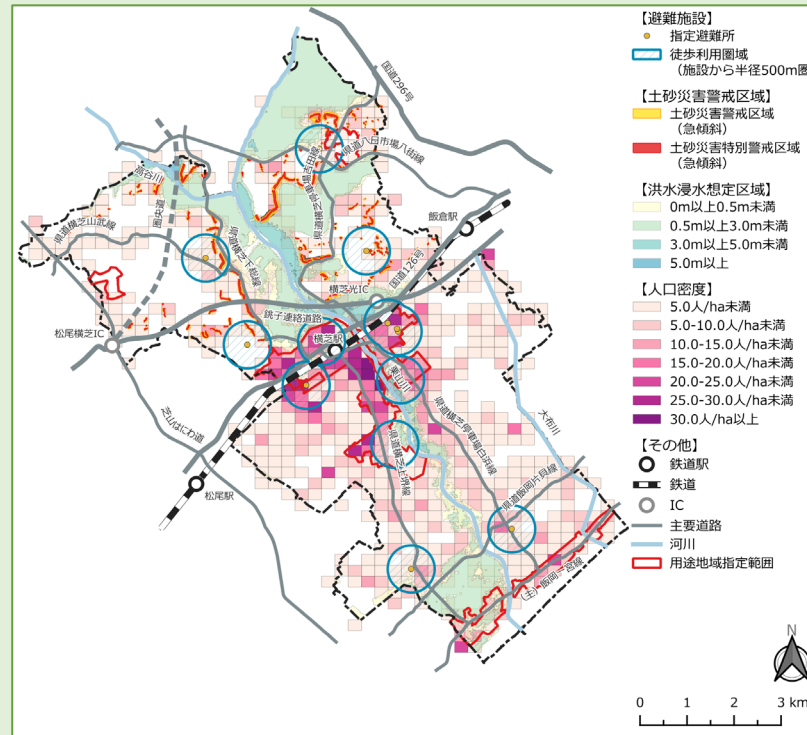 【避難施設】
指定避難所
徒歩利用圏域
（施設から半径500m圏
【土砂災害警戒区域】
土砂災害警戒区域
（急傾斜）
土砂災害特別警戒区域
（急傾斜）
【洪水浸水想定区域】
0m以上0.5m未満
0.5m以上3.0m未満
3.0m以上5.0m未満
5.0m以上
【人口密度】
5.0人/ha未満
5.0-10.0人/ha未満
10.0-15.0人/ha未満
15.0-20.0人/ha未満
20.0-25.0人/ha未満
25.0-30.0人/ha未満
30.0人/ha以上
【その他】
鉄道駅
鉄道
IC
主要道路
河川
用途地域指定範囲
国道296号
県道八日市場八街線
高谷川
圏央道
県道横芝山武線
県道横芝下総線
飯倉駅
国道126号
横芝光IC
銚子連絡道路
松尾横芝IC
横芝駅
栗山川
大布川
芝山はにわ道
県道横芝停車場白浜線
県道横芝上堺線
県道飯岡片貝線
松尾駅
（主）飯岡一宮線
N
0 1 2 3 km